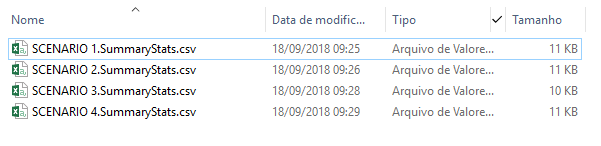 Nome Data de modific... Tipo Tamanho
SCENARIO 1.SummaryStats.csv 18/09/2018 09:25 Arquivo de Valore... 11 KB
SCENARIO 2.SummaryStats.csv 18/09/2018 09:26 Arquivo de Valore... 11 KB
SCENARIO 3.SummaryStats.csv 18/09/2018 09:28 Arquivo de Valore... 10 KB
SCENARIO 4.SummaryStats.csv 18/09/2018 09:29 Arquivo de Valore... 11 KB